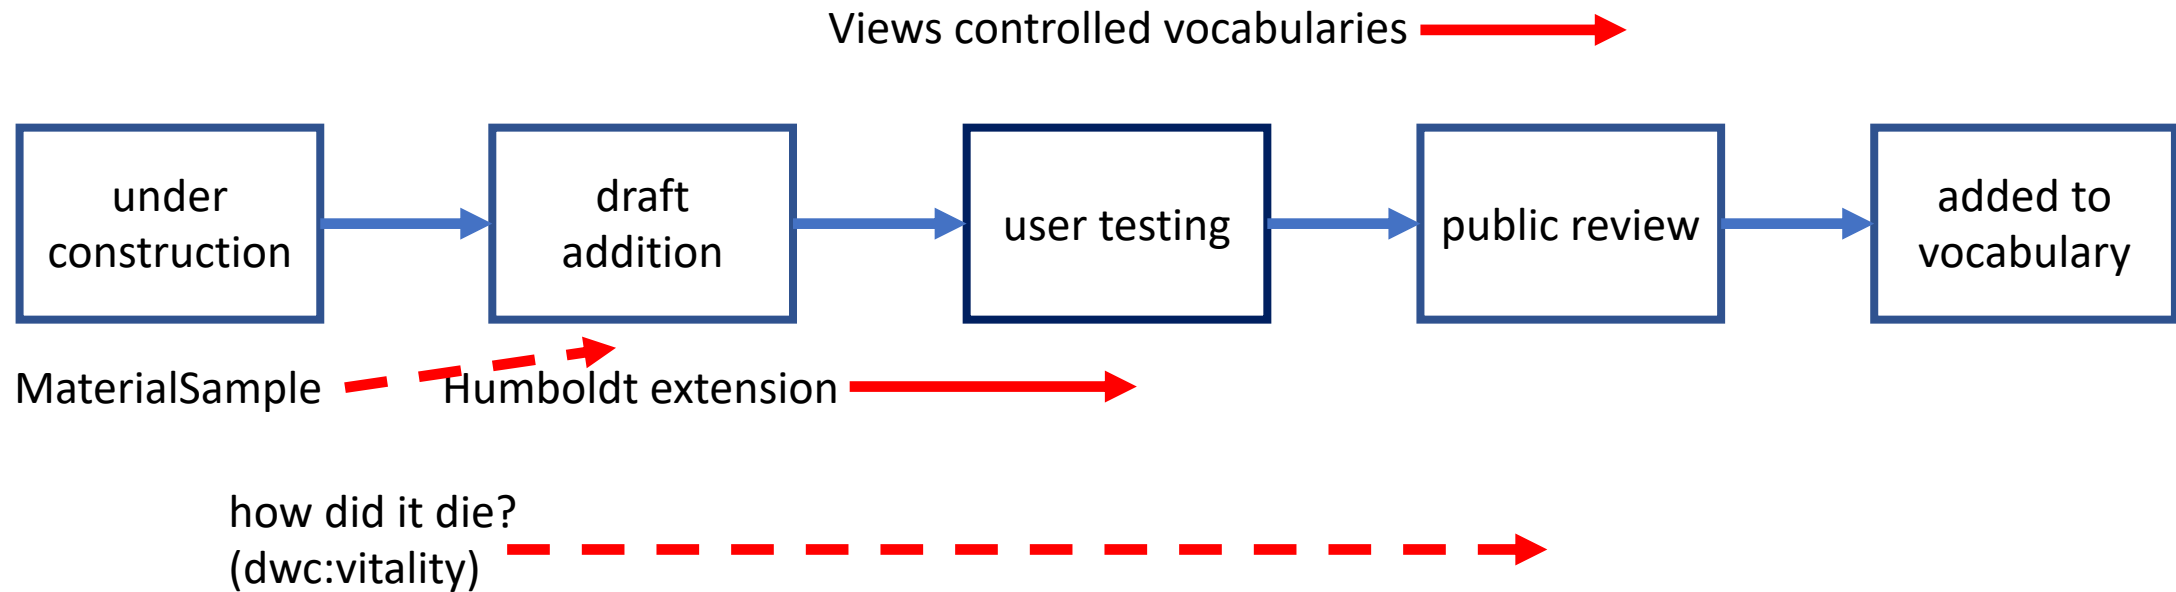 Views controlled vocabularies
under
construction
draft
addition
user testing
public review
added to
vocabulary
MaterialSample
Humboldt extension
how did it die?
(dwc:vitality)